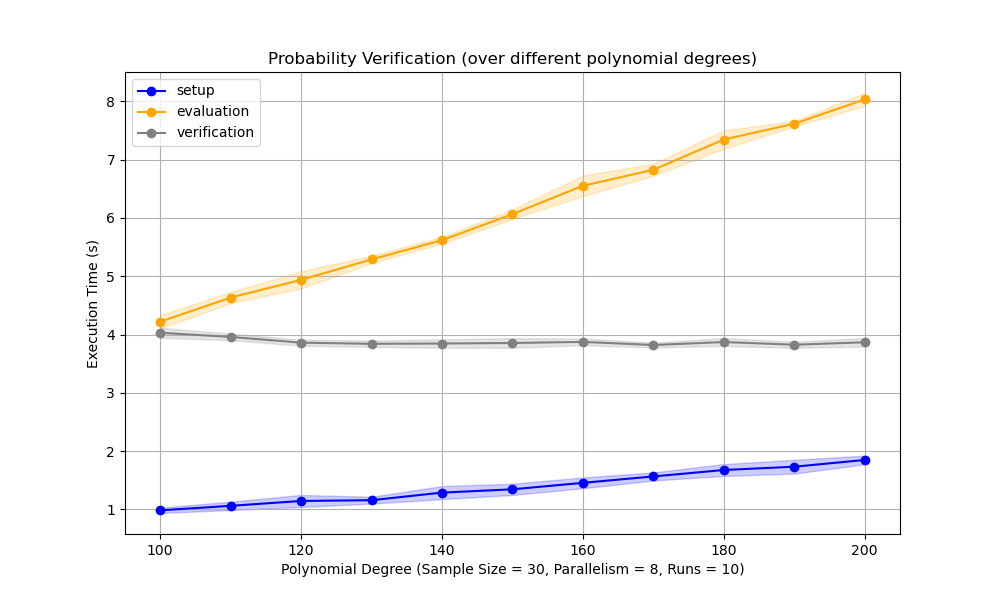 Probability Verification (over different polynomial degrees)
setup
evaluation
verification
Execution Time (s)
8
7
6
5
4
3
2
1
100 120 140 160 180 200
Polynomial Degree (Sample Size = 30, Parallelism = 8, Runs = 10)